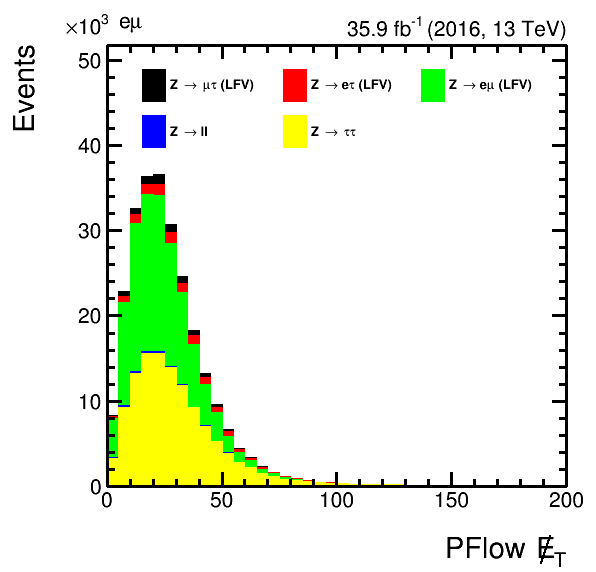 ×10³ eμ 35.9 fb⁻¹ (2016, 13 TeV)
Events
Z → μτ (LFV) Z → eτ (LFV) Z → eμ (LFV)
Z → ll Z → ττ
50
40
30
20
10
0
0 50 100 150 200
PFlow E̸_T